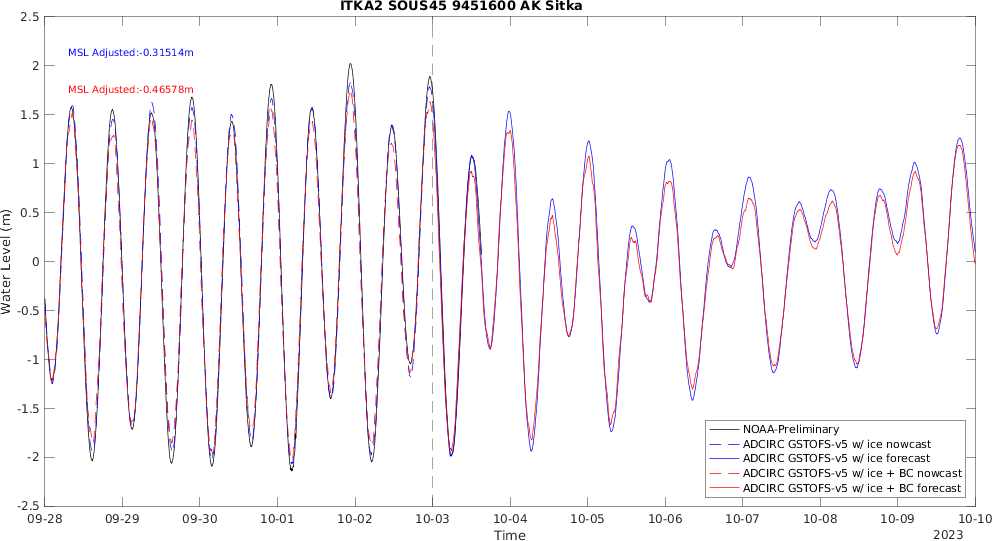 ITKA2 SOUS45 9451600 AK Sitka
2.5
2
1.5
1
0.5
0
-0.5
-1
-1.5
-2
-2.5
Water Level (m)
MSL Adjusted:-0.31514m
MSL Adjusted:-0.46578m
NOAA-Preliminary
ADCIRC GSTOFS-v5 w/ ice nowcast
ADCIRC GSTOFS-v5 w/ ice forecast
ADCIRC GSTOFS-v5 w/ ice + BC nowcast
ADCIRC GSTOFS-v5 w/ ice + BC forecast
09-28 09-29 09-30 10-01 10-02 10-03 10-04 10-05 10-06 10-07 10-08 10-09 10-10
Time
2023